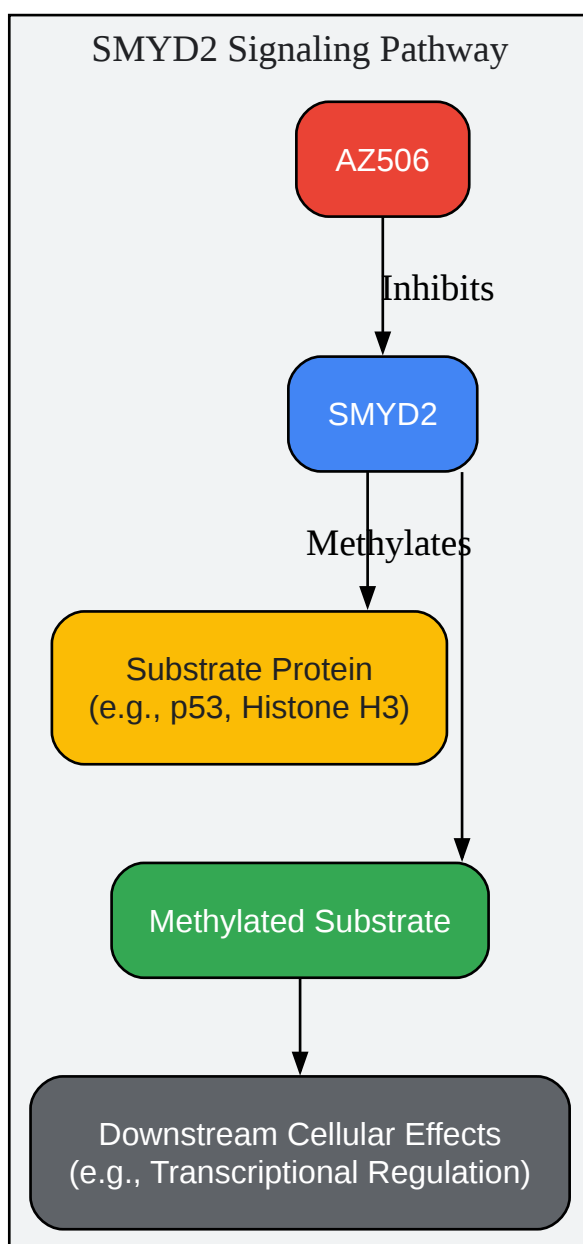 SMYD2 Signaling Pathway
AZ506
Inhibits
SMYD2
Methylates
Substrate Protein
(e.g., p53, Histone H3)
Methylated Substrate
Downstream Cellular Effects
(e.g., Transcriptional Regulation)